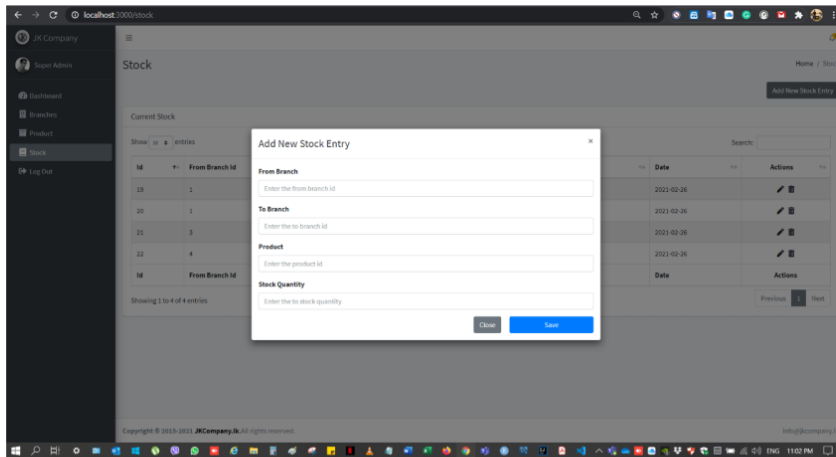 localhost:3000/stock
JK Company
Super Admin
Dashboard
Branches
Product
Stock
Log Out
Stock
Home / Stoc
Add New Stock Entry
Current Stock
Show 10 entries
Search:
Id From Branch Id Date Actions
19 1 2021-02-26
20 1 2021-02-26
21 3 2021-02-26
22 4 2021-02-26
Id From Branch Id Date Actions
Showing 1 to 4 of 4 entries
Previous 1 Next
Add New Stock Entry ×
From Branch
Enter the from branch id
To Branch
Enter the to branch id
Product
Enter the product id
Stock Quantity
Enter the to stock quantity
Close Save
JKCompany.lk. All rights reserved.
ENG 11:02 PM